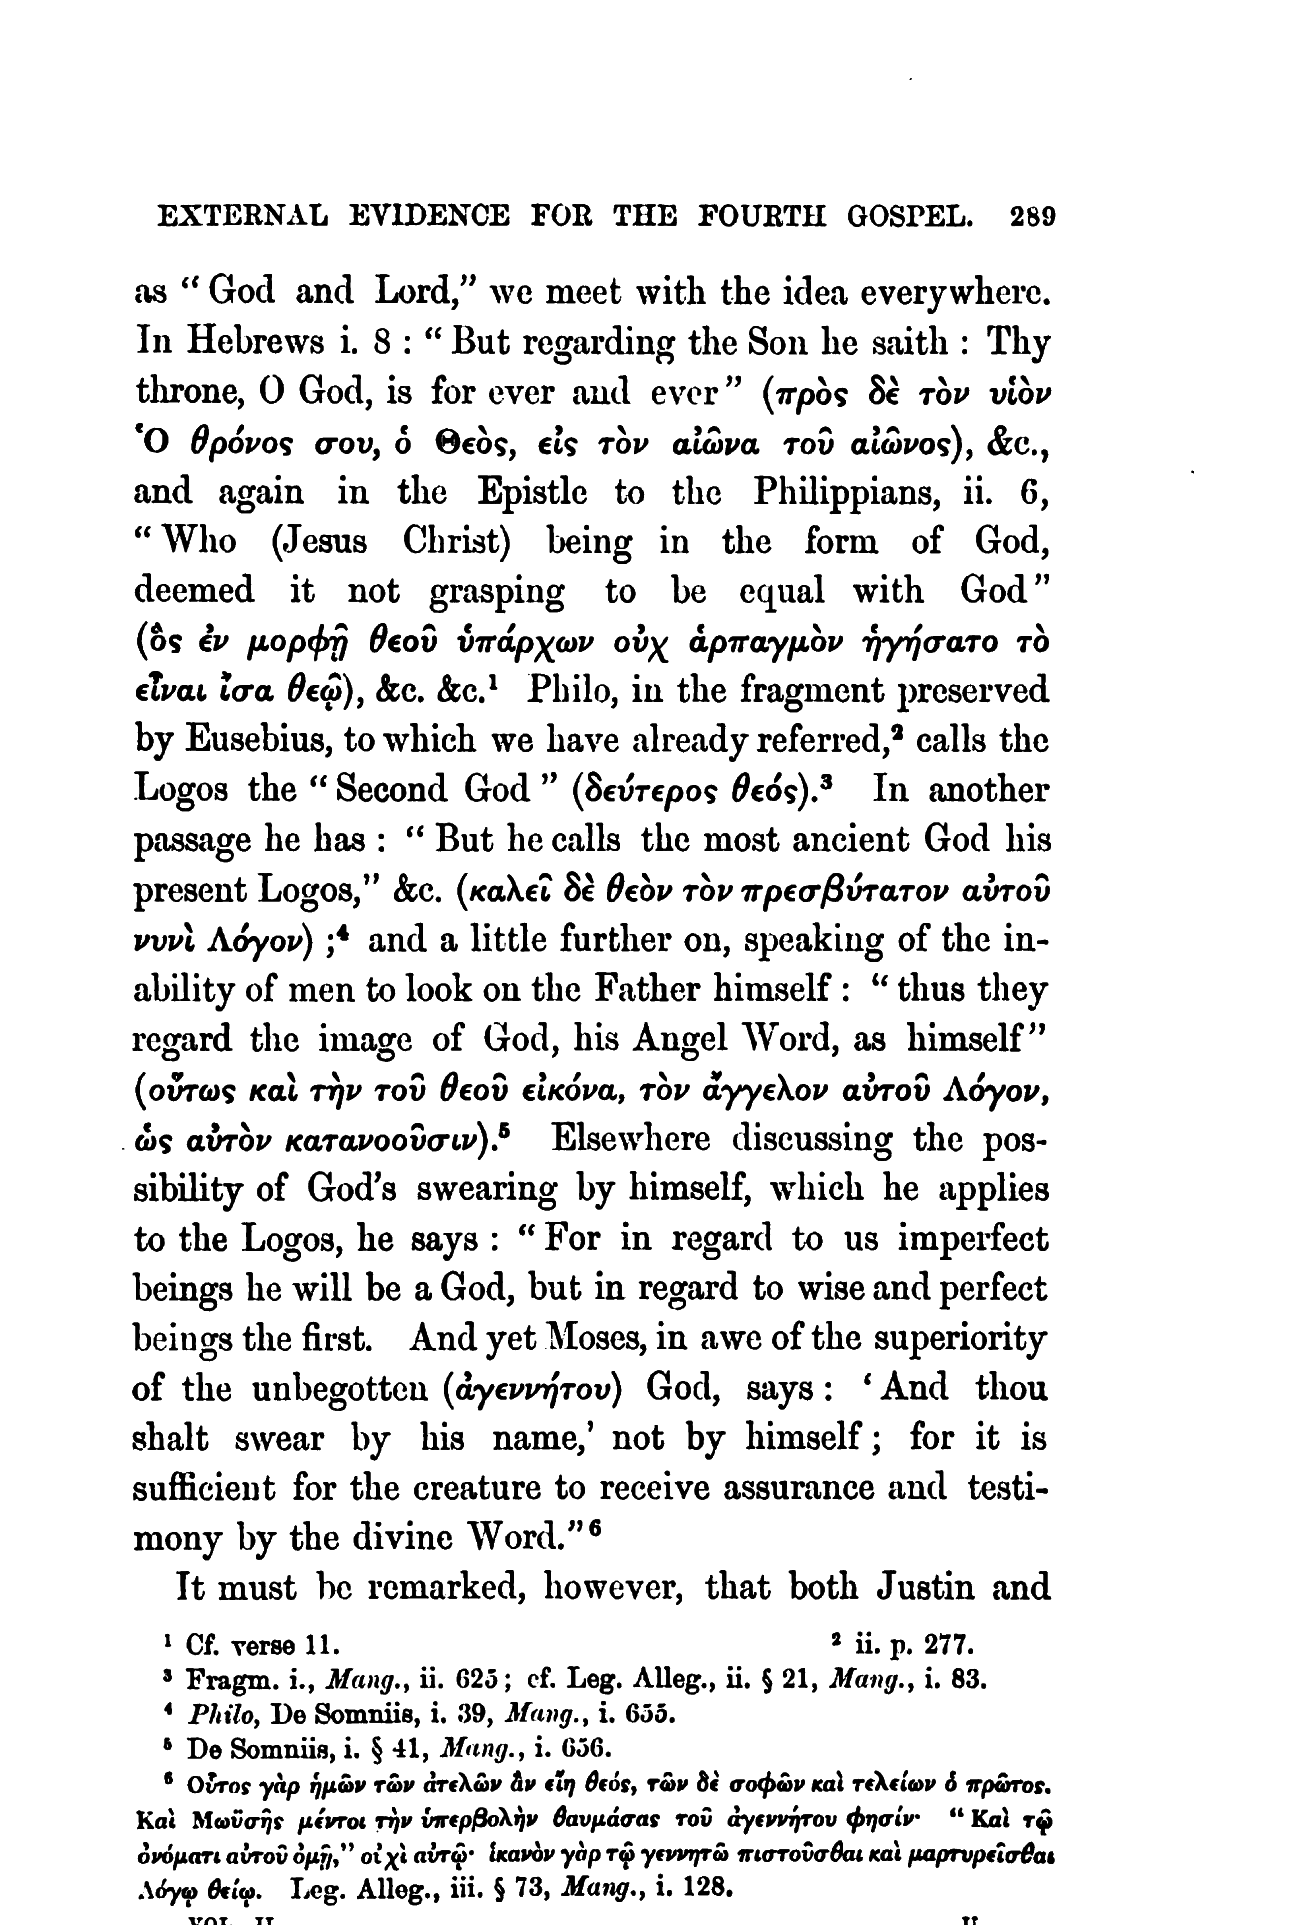 EXTERNAL EVIDENCE FOR THE FOURTH GOSPEL. 289
as “God and Lord,” we meet with the idea everywhere.
In Hebrews i. 8 : “But regarding the Son he saith : Thy
throne, O God, is for ever and ever” (πρὸς δὲ τὸν υἱὸν
Ὁ θρόνος σου, ὁ Θεὸς, εἰς τὸν αἰῶνα τοῦ αἰῶνος), &c.,
and again in the Epistle to the Philippians, ii. 6,
“Who (Jesus Christ) being in the form of God,
deemed it not grasping to be equal with God”
(ὃς ἐν μορφῇ θεοῦ ὑπάρχων οὐχ ἁρπαγμὸν ἡγήσατο τὸ
εἶναι ἴσα θεῷ), &c. &c.¹ Philo, in the fragment preserved
by Eusebius, to which we have already referred,² calls the
Logos the “Second God” (δεύτερος θεός).³ In another
passage he has : “But he calls the most ancient God his
present Logos,” &c. (καλεῖ δὲ θεὸν τὸν πρεσβύτατον αὐτοῦ
νυνὶ Λόγον) ;⁴ and a little further on, speaking of the in-
ability of men to look on the Father himself : “thus they
regard the image of God, his Angel Word, as himself”
(οὕτως καὶ τὴν τοῦ θεοῦ εἰκόνα, τὸν ἄγγελον αὐτοῦ Λόγον,
ὡς αὐτὸν κατανοοῦσιν).⁵ Elsewhere discussing the pos-
sibility of God’s swearing by himself, which he applies
to the Logos, he says : “For in regard to us imperfect
beings he will be a God, but in regard to wise and perfect
beings the first. And yet Moses, in awe of the superiority
of the unbegotten (ἀγεννήτου) God, says : ‘And thou
shalt swear by his name,’ not by himself ; for it is
sufficient for the creature to receive assurance and testi-
mony by the divine Word.”⁶
It must be remarked, however, that both Justin and
¹ Cf. verse 11. ² ii. p. 277.
³ Fragm. i., Mang., ii. 625 ; cf. Leg. Alleg., ii. § 21, Mang., i. 83.
⁴ Philo, De Somniis, i. 39, Mang., i. 655.
⁵ De Somniis, i. § 41, Mang., i. 656.
⁶ Οὗτος γὰρ ἡμῶν τῶν ἀτελῶν ἂν εἴη θεός, τῶν δὲ σοφῶν καὶ τελείων ὁ πρῶτος.
Καὶ Μωϋσῆς μέντοι τὴν ὑπερβολὴν θαυμάσας τοῦ ἀγεννήτου φησίν· “Καὶ τῷ
ὀνόματι αὐτοῦ ὀμῇ,” οὐχὶ αὐτῷ· ἱκανὸν γὰρ τῷ γεννητῶ πιστοῦσθαι καὶ μαρτυρεῖσθαι
Λόγῳ θείῳ. Leg. Alleg., iii. § 73, Mang., i. 128.
VOL. II. U